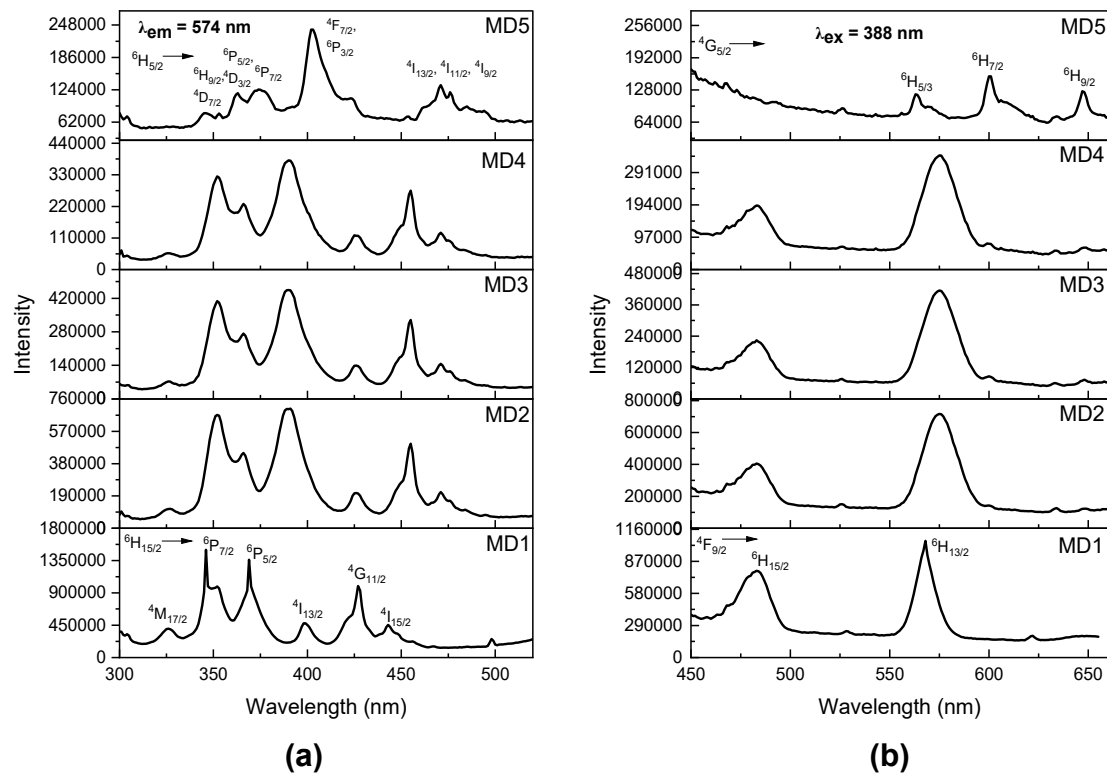 λem = 574 nm
MD5
⁶H₅/₂
⁴F₇/₂,
⁶P₃/₂
⁶P₅/₂,
⁶H₉/₂,⁴D₃/₂
⁶P₇/₂
⁴D₇/₂
⁴I₁₃/₂, ⁴I₁₁/₂, ⁴I₉/₂
248000
186000
124000
62000
MD4
440000
330000
220000
110000
0
MD3
420000
280000
140000
0
MD2
760000
570000
380000
190000
0
MD1
⁶H₁₅/₂
⁶P₇/₂
⁶P₅/₂
⁴M₁₇/₂
⁴I₁₃/₂
⁴G₁₁/₂
⁴I₁₅/₂
1800000
1350000
900000
450000
0
300 350 400 450 500
Intensity
Wavelength (nm)
(a)
λex = 388 nm
MD5
⁴G₅/₂
⁶H₅/₃
⁶H₇/₂
⁶H₉/₂
256000
192000
128000
64000
MD4
291000
194000
97000
0
MD3
480000
360000
240000
120000
0
MD2
800000
600000
400000
200000
0
MD1
⁴F₉/₂
⁶H₁₅/₂
⁶H₁₃/₂
1160000
870000
580000
290000
0
450 500 550 600 650
Intensity
Wavelength (nm)
(b)